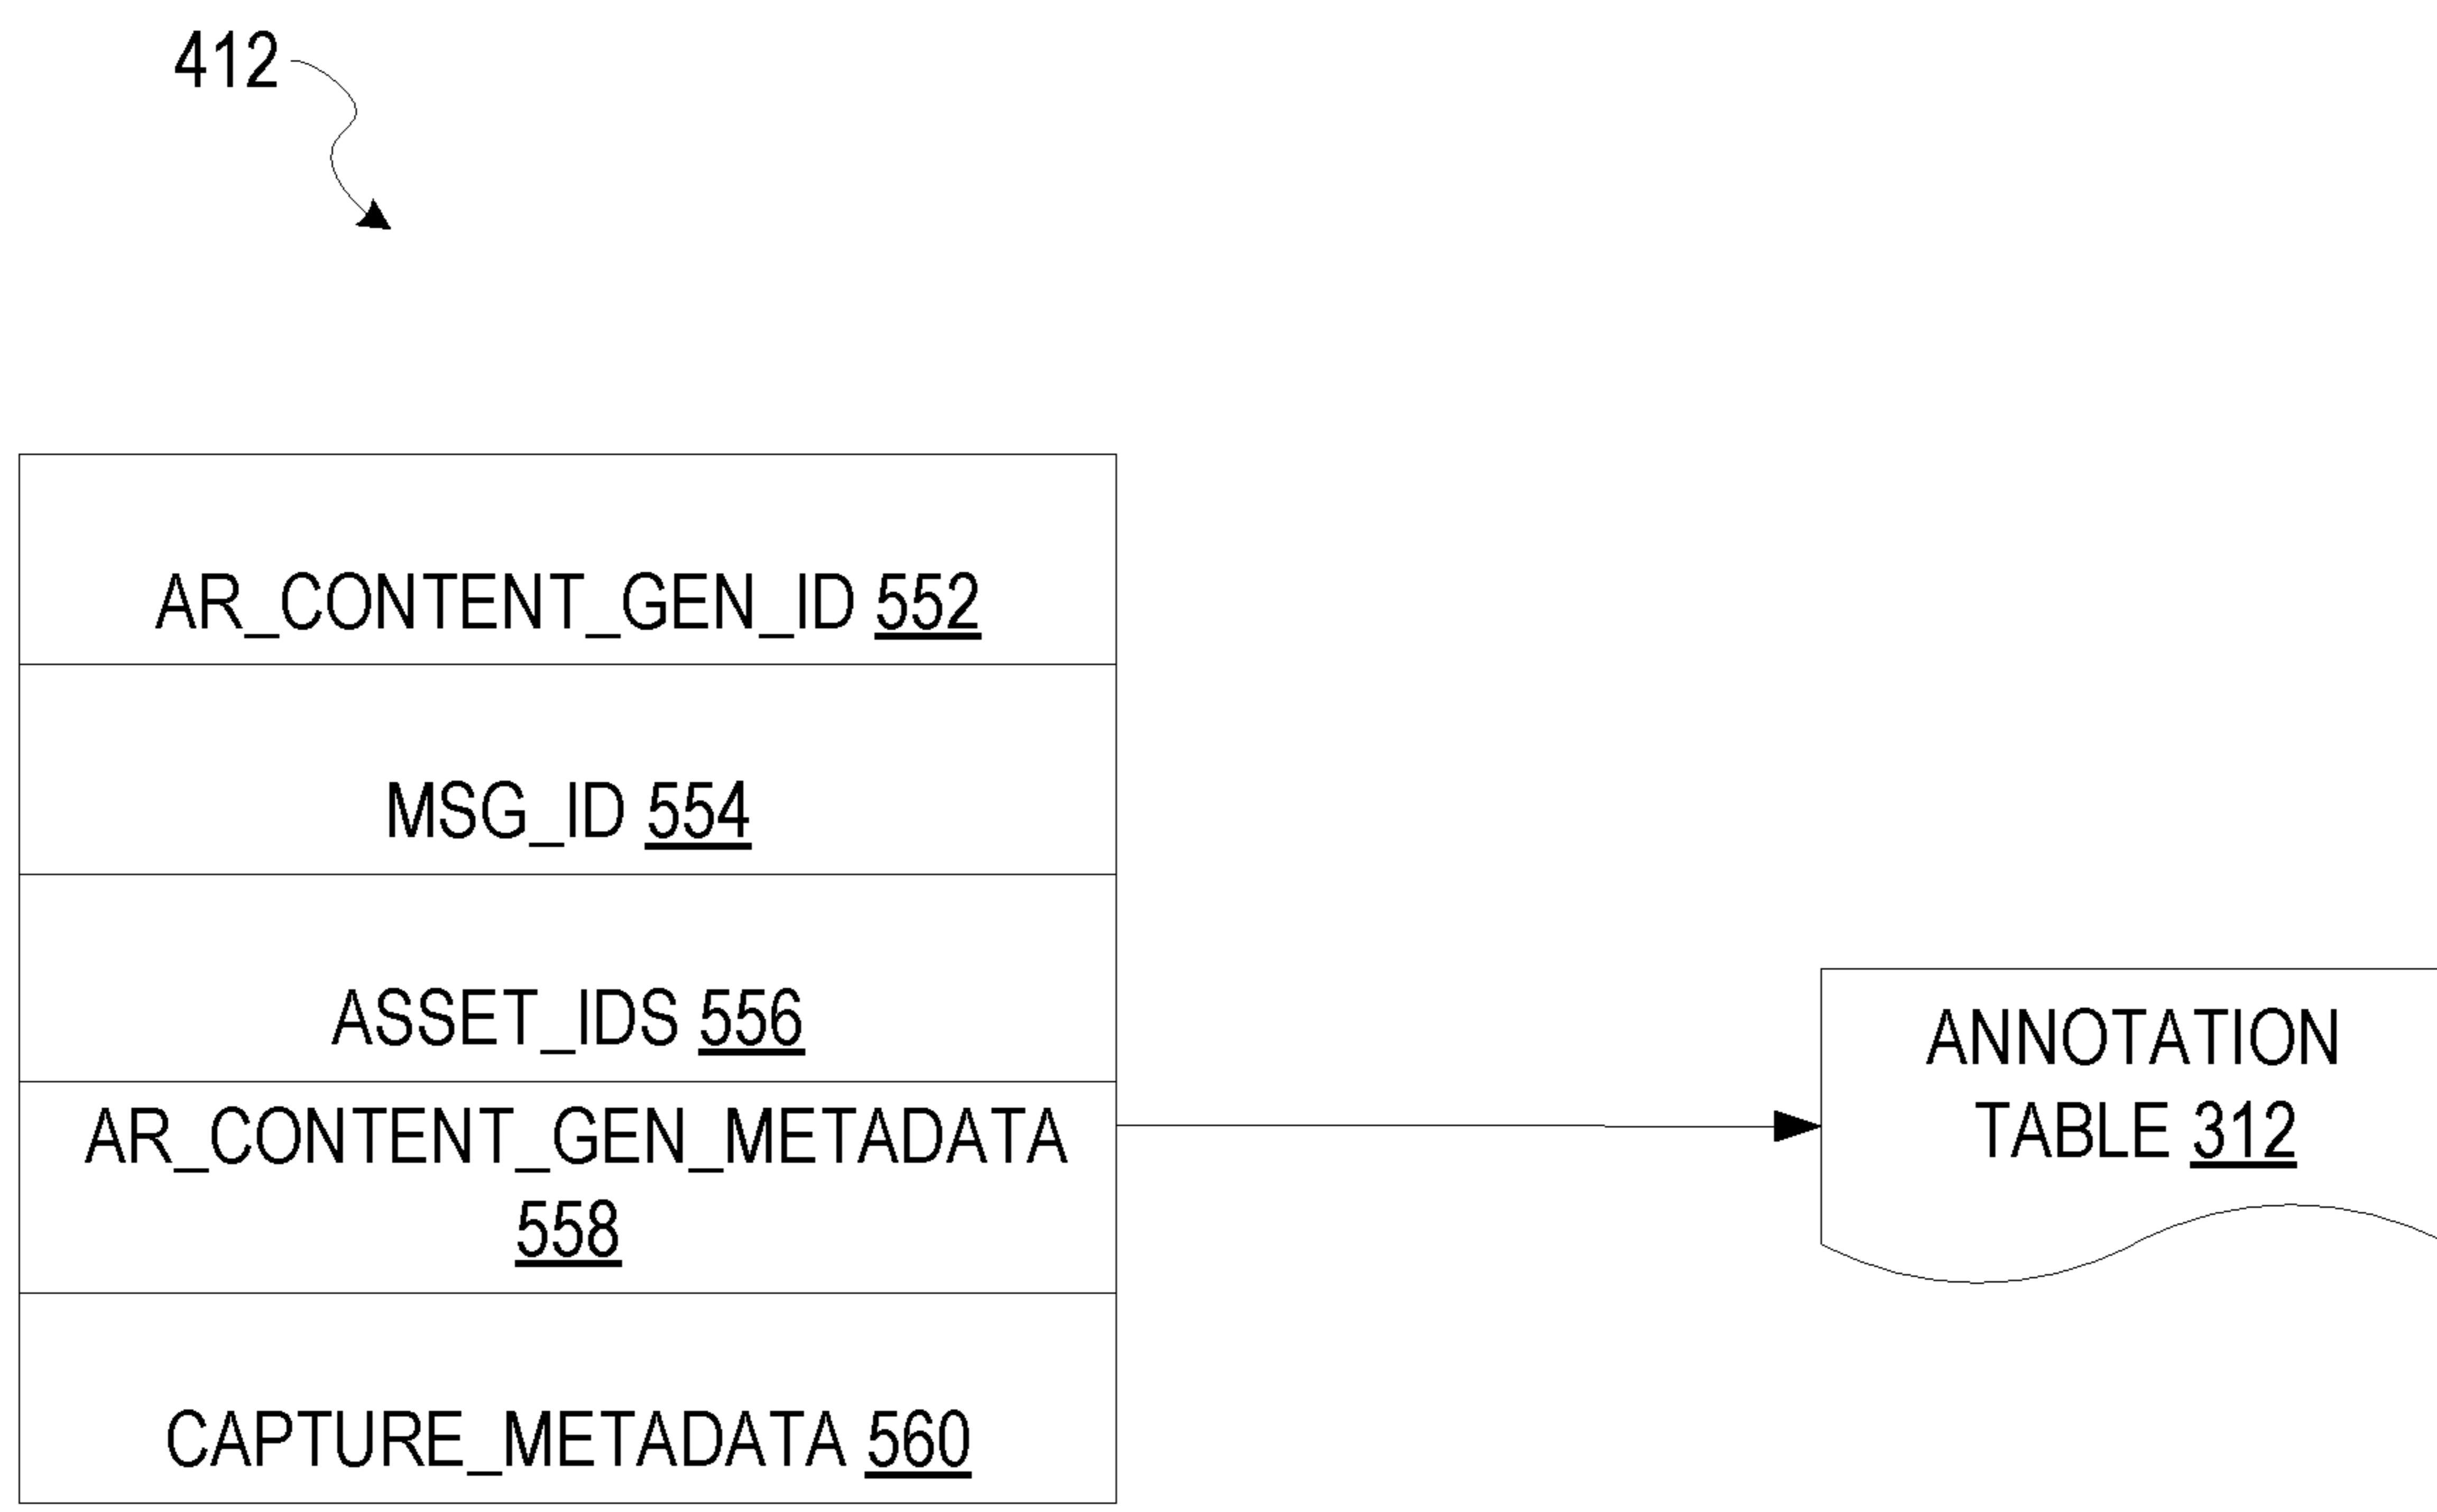 412
AR_CONTENT_GEN_ID 552
MSG_ID 554
ASSET_IDS 556
AR_CONTENT_GEN_METADATA
558
CAPTURE_METADATA 560
ANNOTATION
TABLE 312